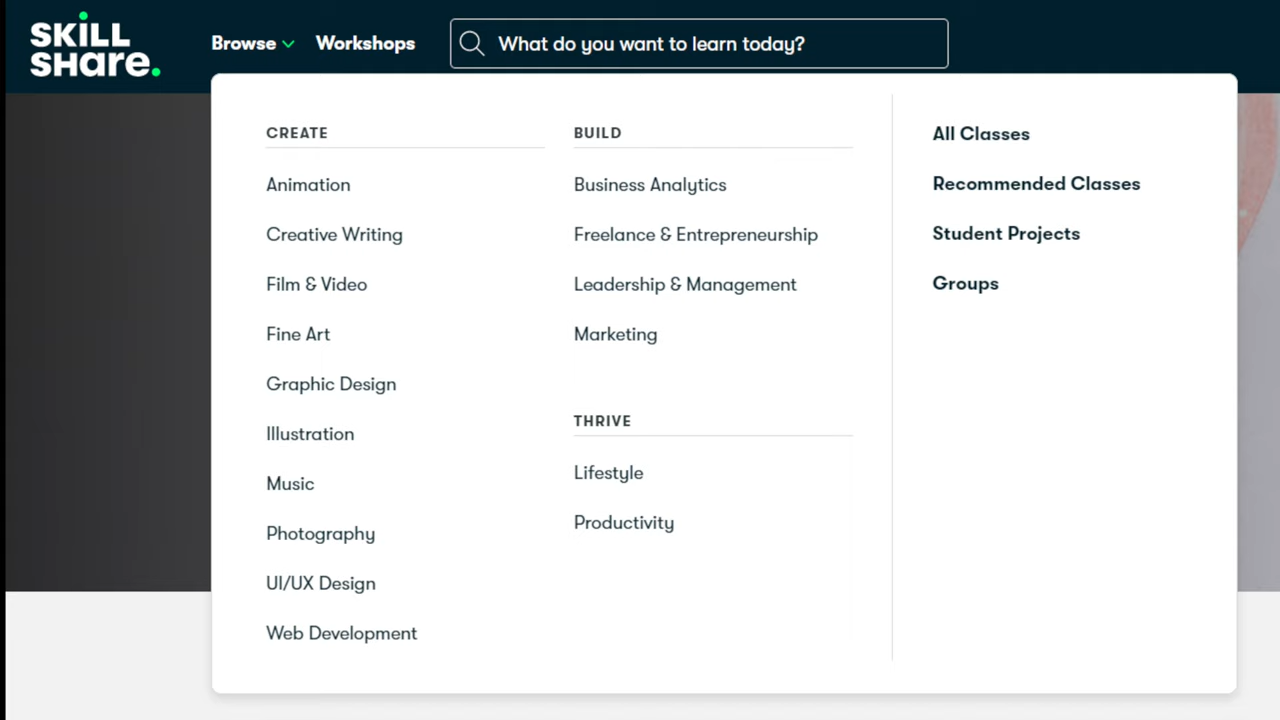 SKILL
SHare.
Browse
Workshops
What do you want to learn today?
CREATE
Animation
Creative Writing
Film & Video
Fine Art
Graphic Design
Illustration
Music
Photography
UI/UX Design
Web Development
BUILD
Business Analytics
Freelance & Entrepreneurship
Leadership & Management
Marketing
THRIVE
Lifestyle
Productivity
All Classes
Recommended Classes
Student Projects
Groups